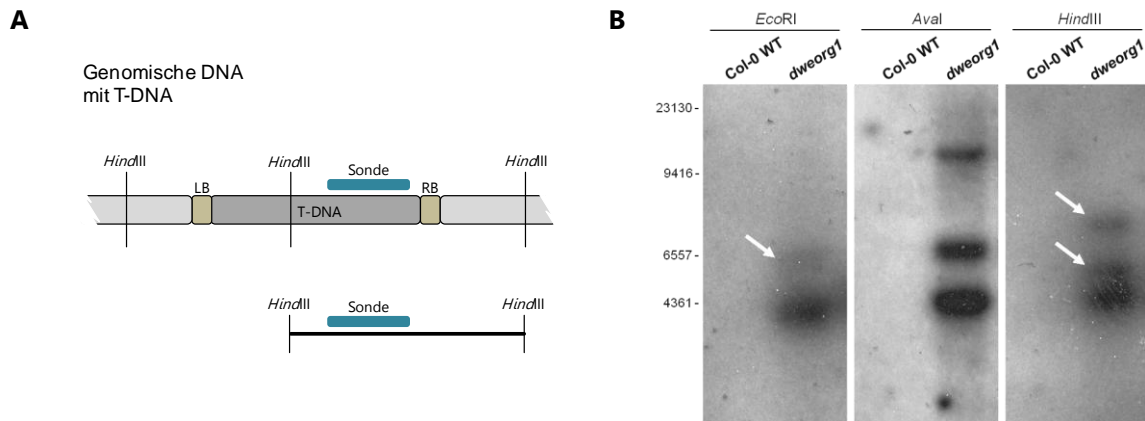 A
Genomische DNA
mit T-DNA
HindIII
HindIII
HindIII
Sonde
LB
RB
T-DNA
HindIII
HindIII
Sonde
B
EcoRI
AvaI
HindIII
Col-0 WT
dweorg1
Col-0 WT
dweorg1
Col-0 WT
dweorg1
23130 -
9416 -
6557 -
4361 -